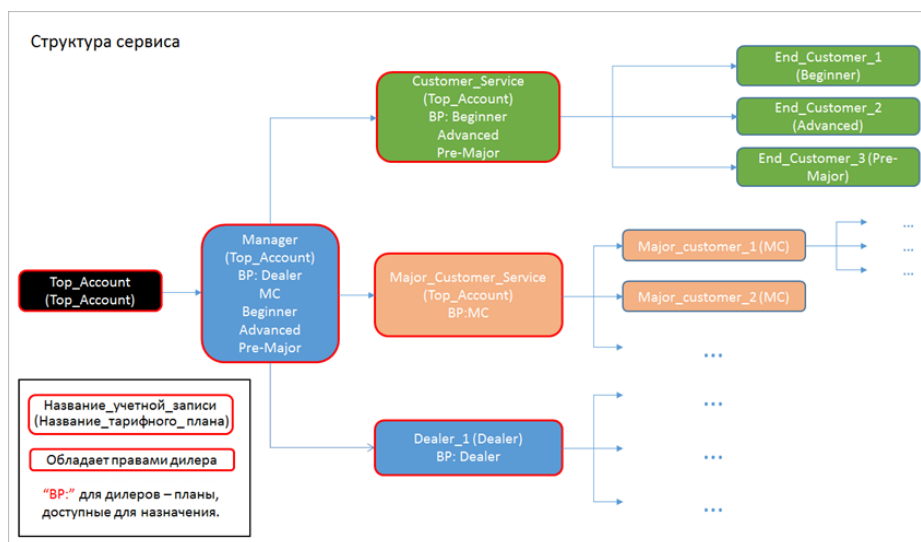 Структура сервиса
Customer_Service
(Top_Account)
BP: Beginner
Advanced
Pre-Major
End_Customer_1
(Beginner)
End_Customer_2
(Advanced)
End_Customer_3 (Pre-
Major)
Manager
(Top_Account)
BP: Dealer
MC
Beginner
Advanced
Pre-Major
Top_Account
(Top_Account)
Major_Customer_Service
(Top_Account)
BP:MC
Major_customer_1 (MC)
...
...
...
Major_customer_2 (MC)
...
Dealer_1 (Dealer)
BP: Dealer
...
...
...
Название_учетной_записи
(Название_тарифного_плана)
Обладает правами дилера
“BP:” для дилеров – планы,
доступные для назначения.